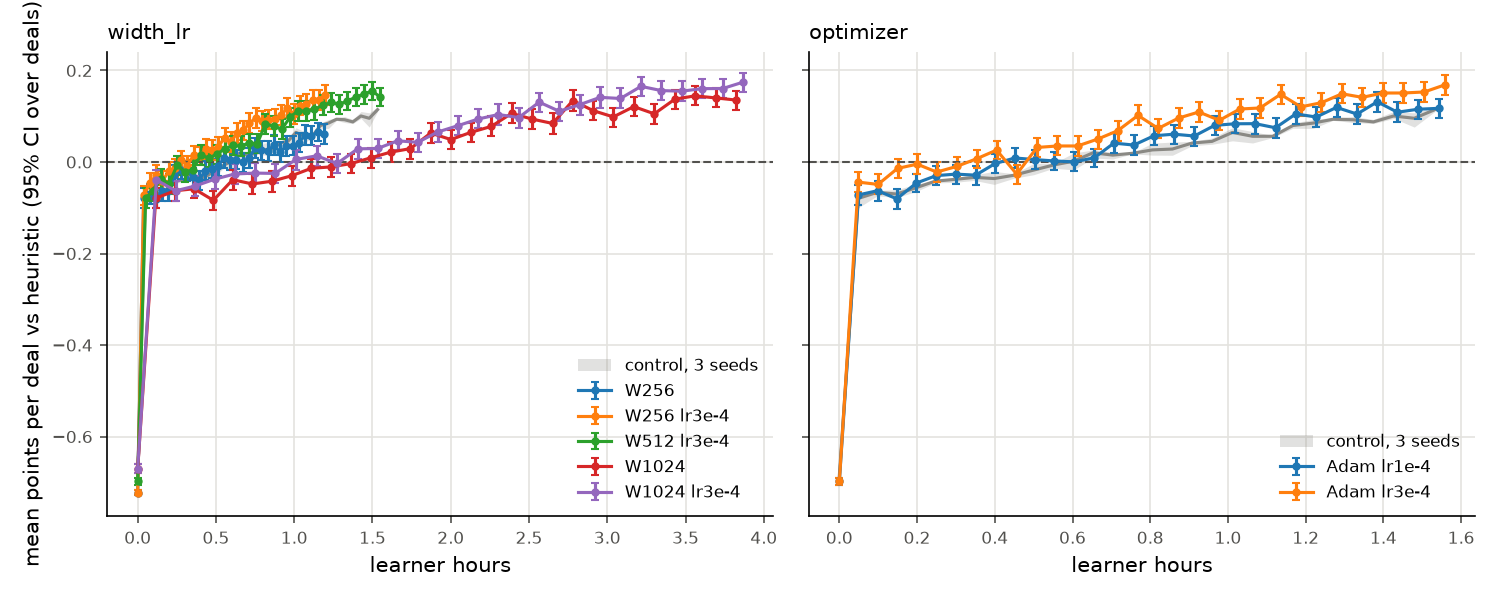 width_lr
optimizer
mean points per deal vs heuristic (95% CI over deals)
0.2
0.0
−0.2
−0.4
−0.6
control, 3 seeds
W256
W256 lr3e-4
W512 lr3e-4
W1024
W1024 lr3e-4
0.0 0.5 1.0 1.5 2.0 2.5 3.0 3.5 4.0
learner hours
control, 3 seeds
Adam lr1e-4
Adam lr3e-4
0.0 0.2 0.4 0.6 0.8 1.0 1.2 1.4 1.6
learner hours